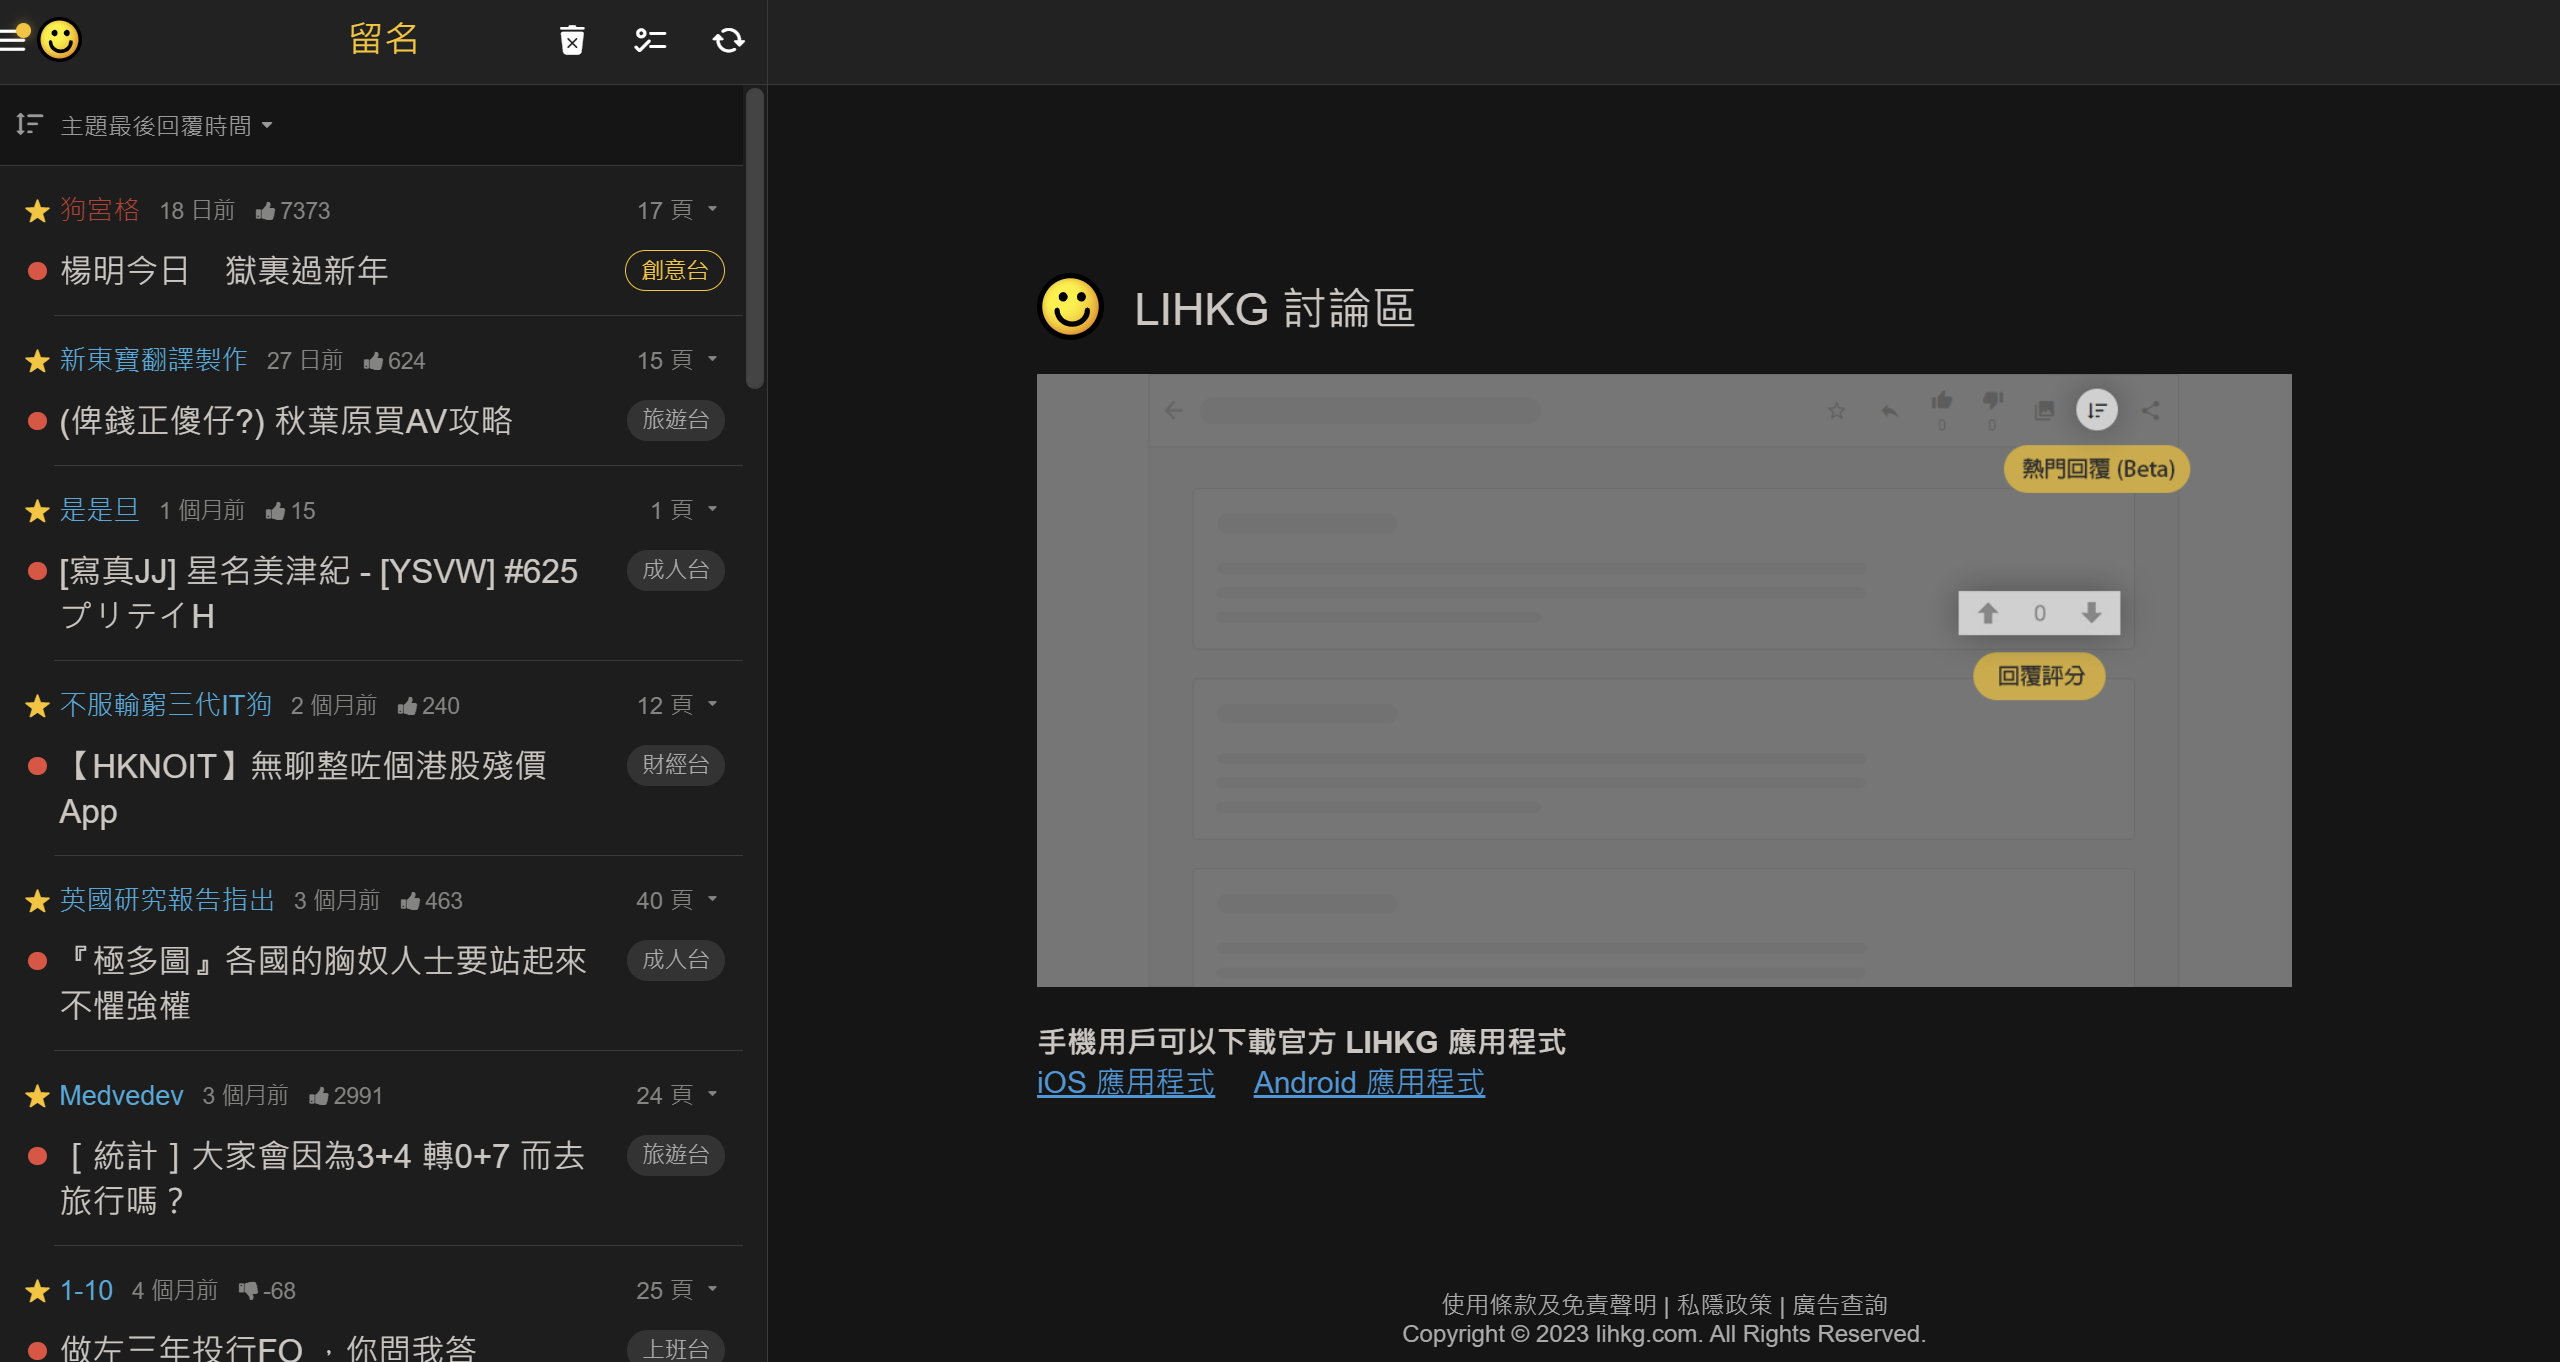 留名
主題最後回覆時間
狗宮格 18 日前 7373 17 頁
楊明今日　獄裏過新年 創意台
新東寶翻譯製作 27 日前 624 15 頁
(俾錢正傻仔?) 秋葉原買AV攻略 旅遊台
是是旦 1 個月前 15 1 頁
[寫真JJ] 星名美津紀 - [YSVW] #625 成人台
プリテイH
不服輸窮三代IT狗 2 個月前 240 12 頁
【HKNOIT】無聊整咗個港股殘價 財經台
App
英國研究報告指出 3 個月前 463 40 頁
『極多圖』各國的胸奴人士要站起來 成人台
不懼強權
Medvedev 3 個月前 2991 24 頁
［統計］大家會因為3+4 轉0+7 而去 旅遊台
旅行嗎？
1-10 4 個月前 -68 25 頁
做左三年投行FO ，你問我答 上班台
LIHKG 討論區
0 0
熱門回覆 (Beta)
0
回覆評分
手機用戶可以下載官方 LIHKG 應用程式
iOS 應用程式 Android 應用程式
使用條款及免責聲明 | 私隱政策 | 廣告查詢
Copyright © 2023 lihkg.com. All Rights Reserved.